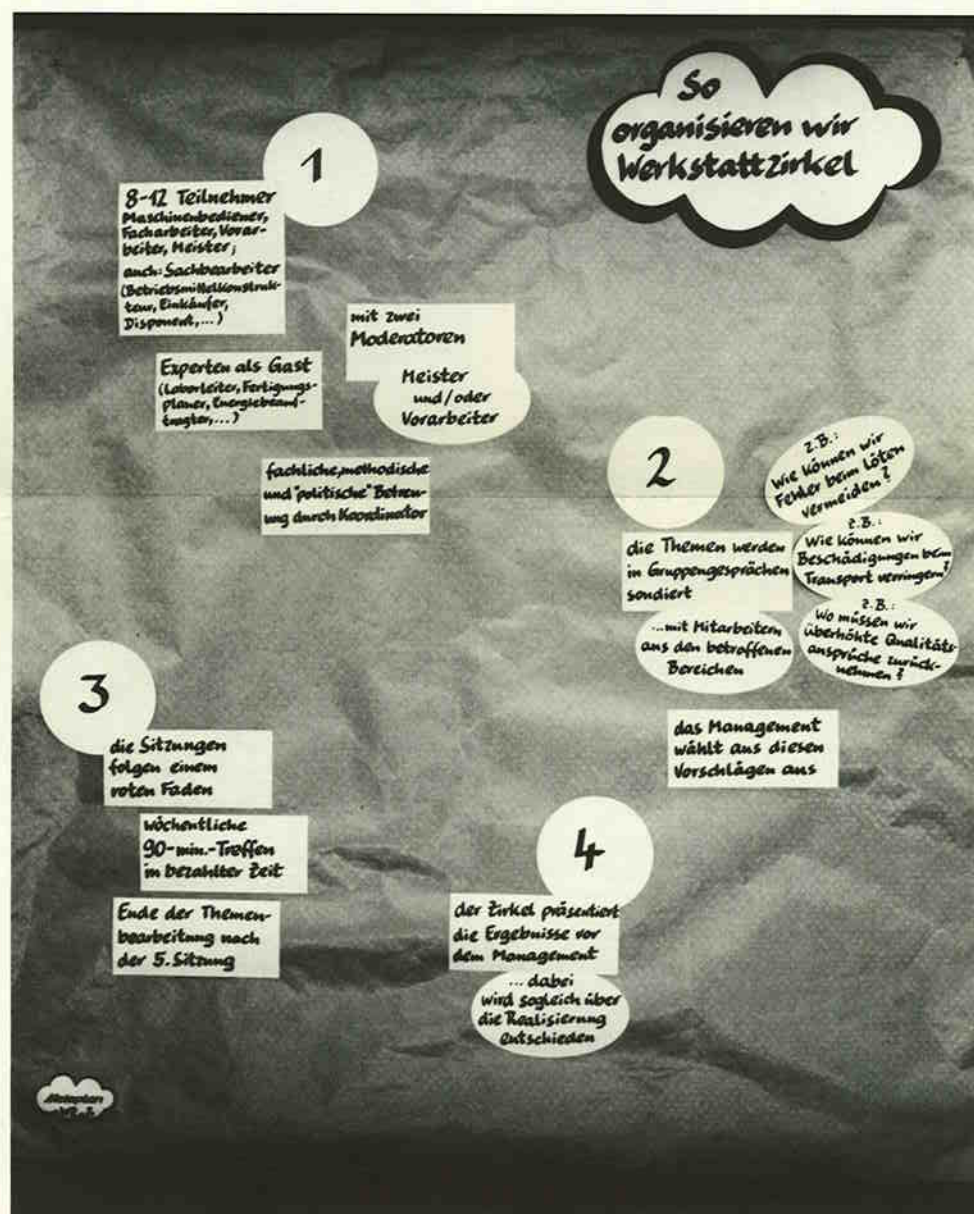 So
organisieren wir
Werkstattzirkel
1
8-12 Teilnehmer
Maschinenbediener,
Facharbeiter, Vorar-
beiter, Meister;
auch: Sachbearbeiter
(Betriebsmittelkonstruk-
teur, Einkäufer,
Disponent,...)
mit zwei
Moderatoren
Meister
und/oder
Vorarbeiter
Experten als Gast
(Laborleiter, Fertigungs-
planer, Energiebeauf-
tragter,...)
fachliche, methodische
und "politische" Betreu-
ung durch Koordinator
2
die Themen werden
in Gruppengesprächen
sondiert
...mit Mitarbeitern
aus den betroffenen
Bereichen
z.B.:
Wie können wir
Fehler beim Löten
vermeiden?
z.B.:
Wie können wir
Beschädigungen beim
Transport verringern?
z.B.:
Wo müssen wir
überhöhte Qualitäts
ansprüche zurück-
nehmen?
das Management
wählt aus diesen
Vorschlägen aus
3
die Sitzungen
folgen einem
roten Faden
wöchentliche
90-min.-Treffen
in bezahlter Zeit
Ende der Themen-
bearbeitung nach
der 5. Sitzung
4
der Zirkel präsentiert
die Ergebnisse vor
dem Management
... dabei
wird sogleich über
die Realisierung
entschieden
Metaplan